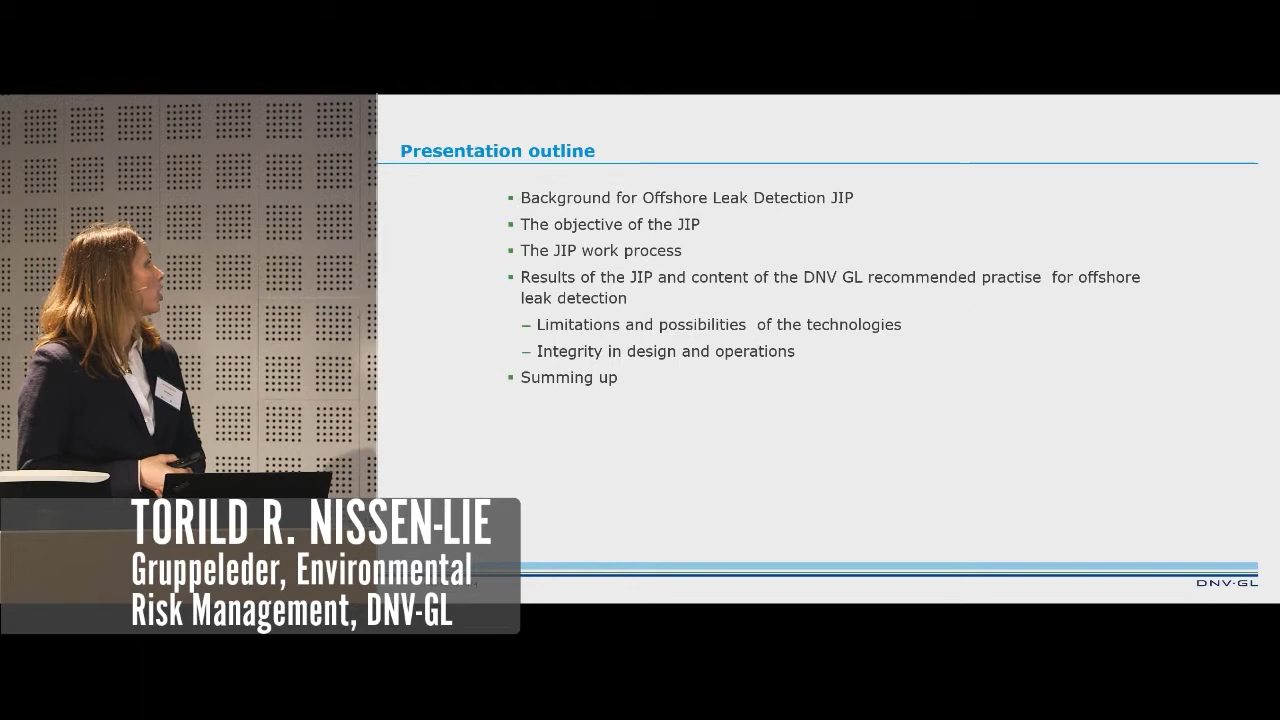 Presentation outline
▪ Background for Offshore Leak Detection JIP
▪ The objective of the JIP
▪ The JIP work process
▪ Results of the JIP and content of the DNV GL recommended practise  for offshore
leak detection
– Limitations and possibilities  of the technologies
– Integrity in design and operations
▪ Summing up
TORILD R. NISSEN-LIE
Gruppeleder, Environmental
Risk Management, DNV-GL
DNV·GL